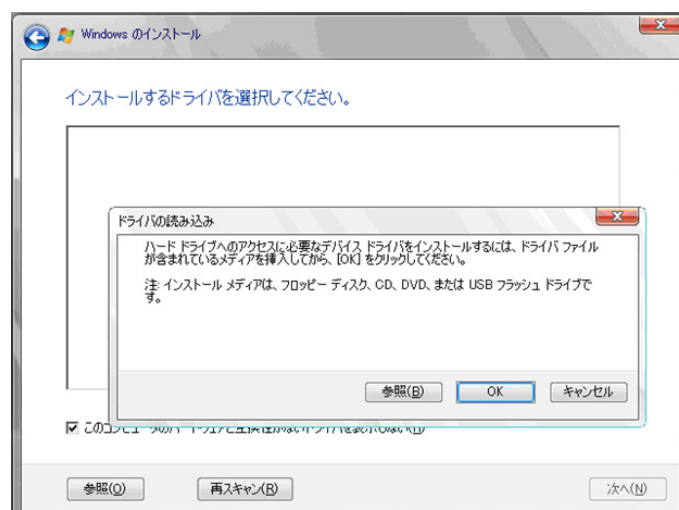 Windows のインストール
インストールするドライバを選択してください。
ドライバの読み込み
ハード ドライブへのアクセスに必要なデバイス ドライバをインストールするには、ドライバ ファイル
が含まれているメディアを挿入してから、[OK] をクリックしてください。
注: インストール メディアは、フロッピー ディスク、CD、DVD、または USB フラッシュ ドライブで
す。
参照(B)
OK
キャンセル
参照(O)
再スキャン(R)
次へ(N)